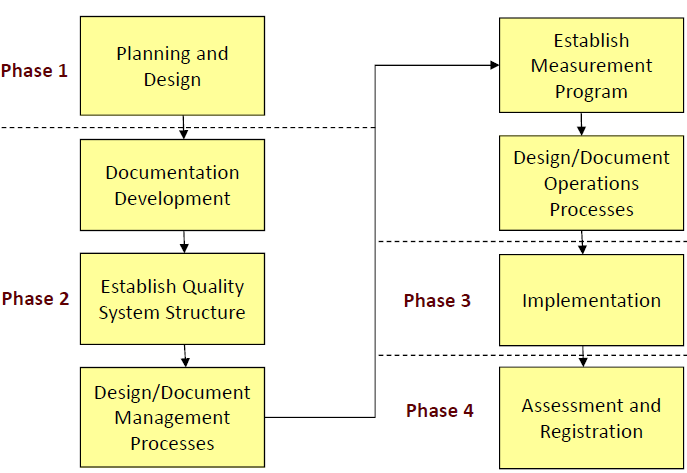 Phase 1
Planning and
Design
Documentation
Development
Phase 2
Establish Quality
System Structure
Design/Document
Management
Processes
Establish
Measurement
Program
Design/Document
Operations
Processes
Phase 3
Implementation
Phase 4
Assessment and
Registration